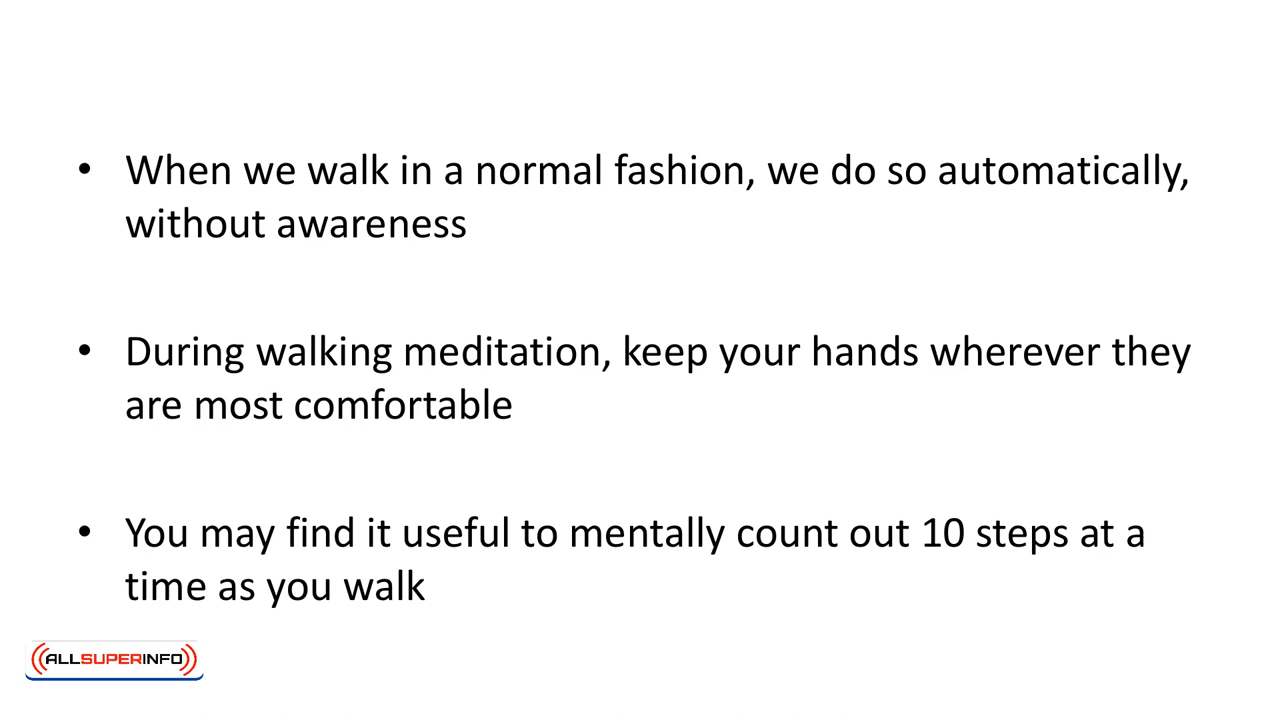 • When we walk in a normal fashion, we do so automatically,
without awareness
• During walking meditation, keep your hands wherever they
are most comfortable
• You may find it useful to mentally count out 10 steps at a
time as you walk
ALLSUPERINFO